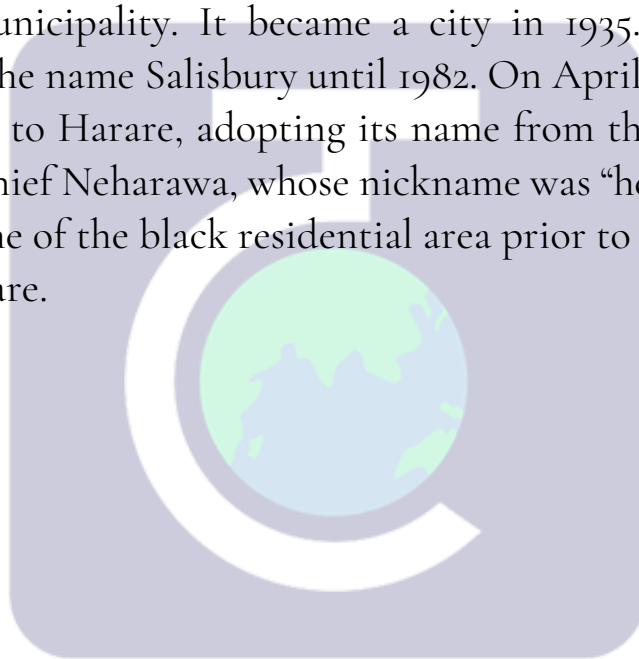 unicipality. It became a city in 1935.
he name Salisbury until 1982. On April
to Harare, adopting its name from th
hief Neharawa, whose nickname was “he
ne of the black residential area prior to
are.